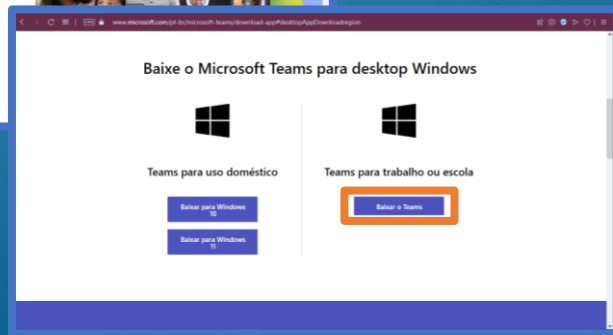 www.microsoft.com/pt-br/microsoft-teams/download-app#desktopAppDownloadregion
Baixe o Microsoft Teams para desktop Windows
Teams para uso doméstico
Baixar para Windows
10
Baixar para Windows
11
Teams para trabalho ou escola
Baixar o Teams